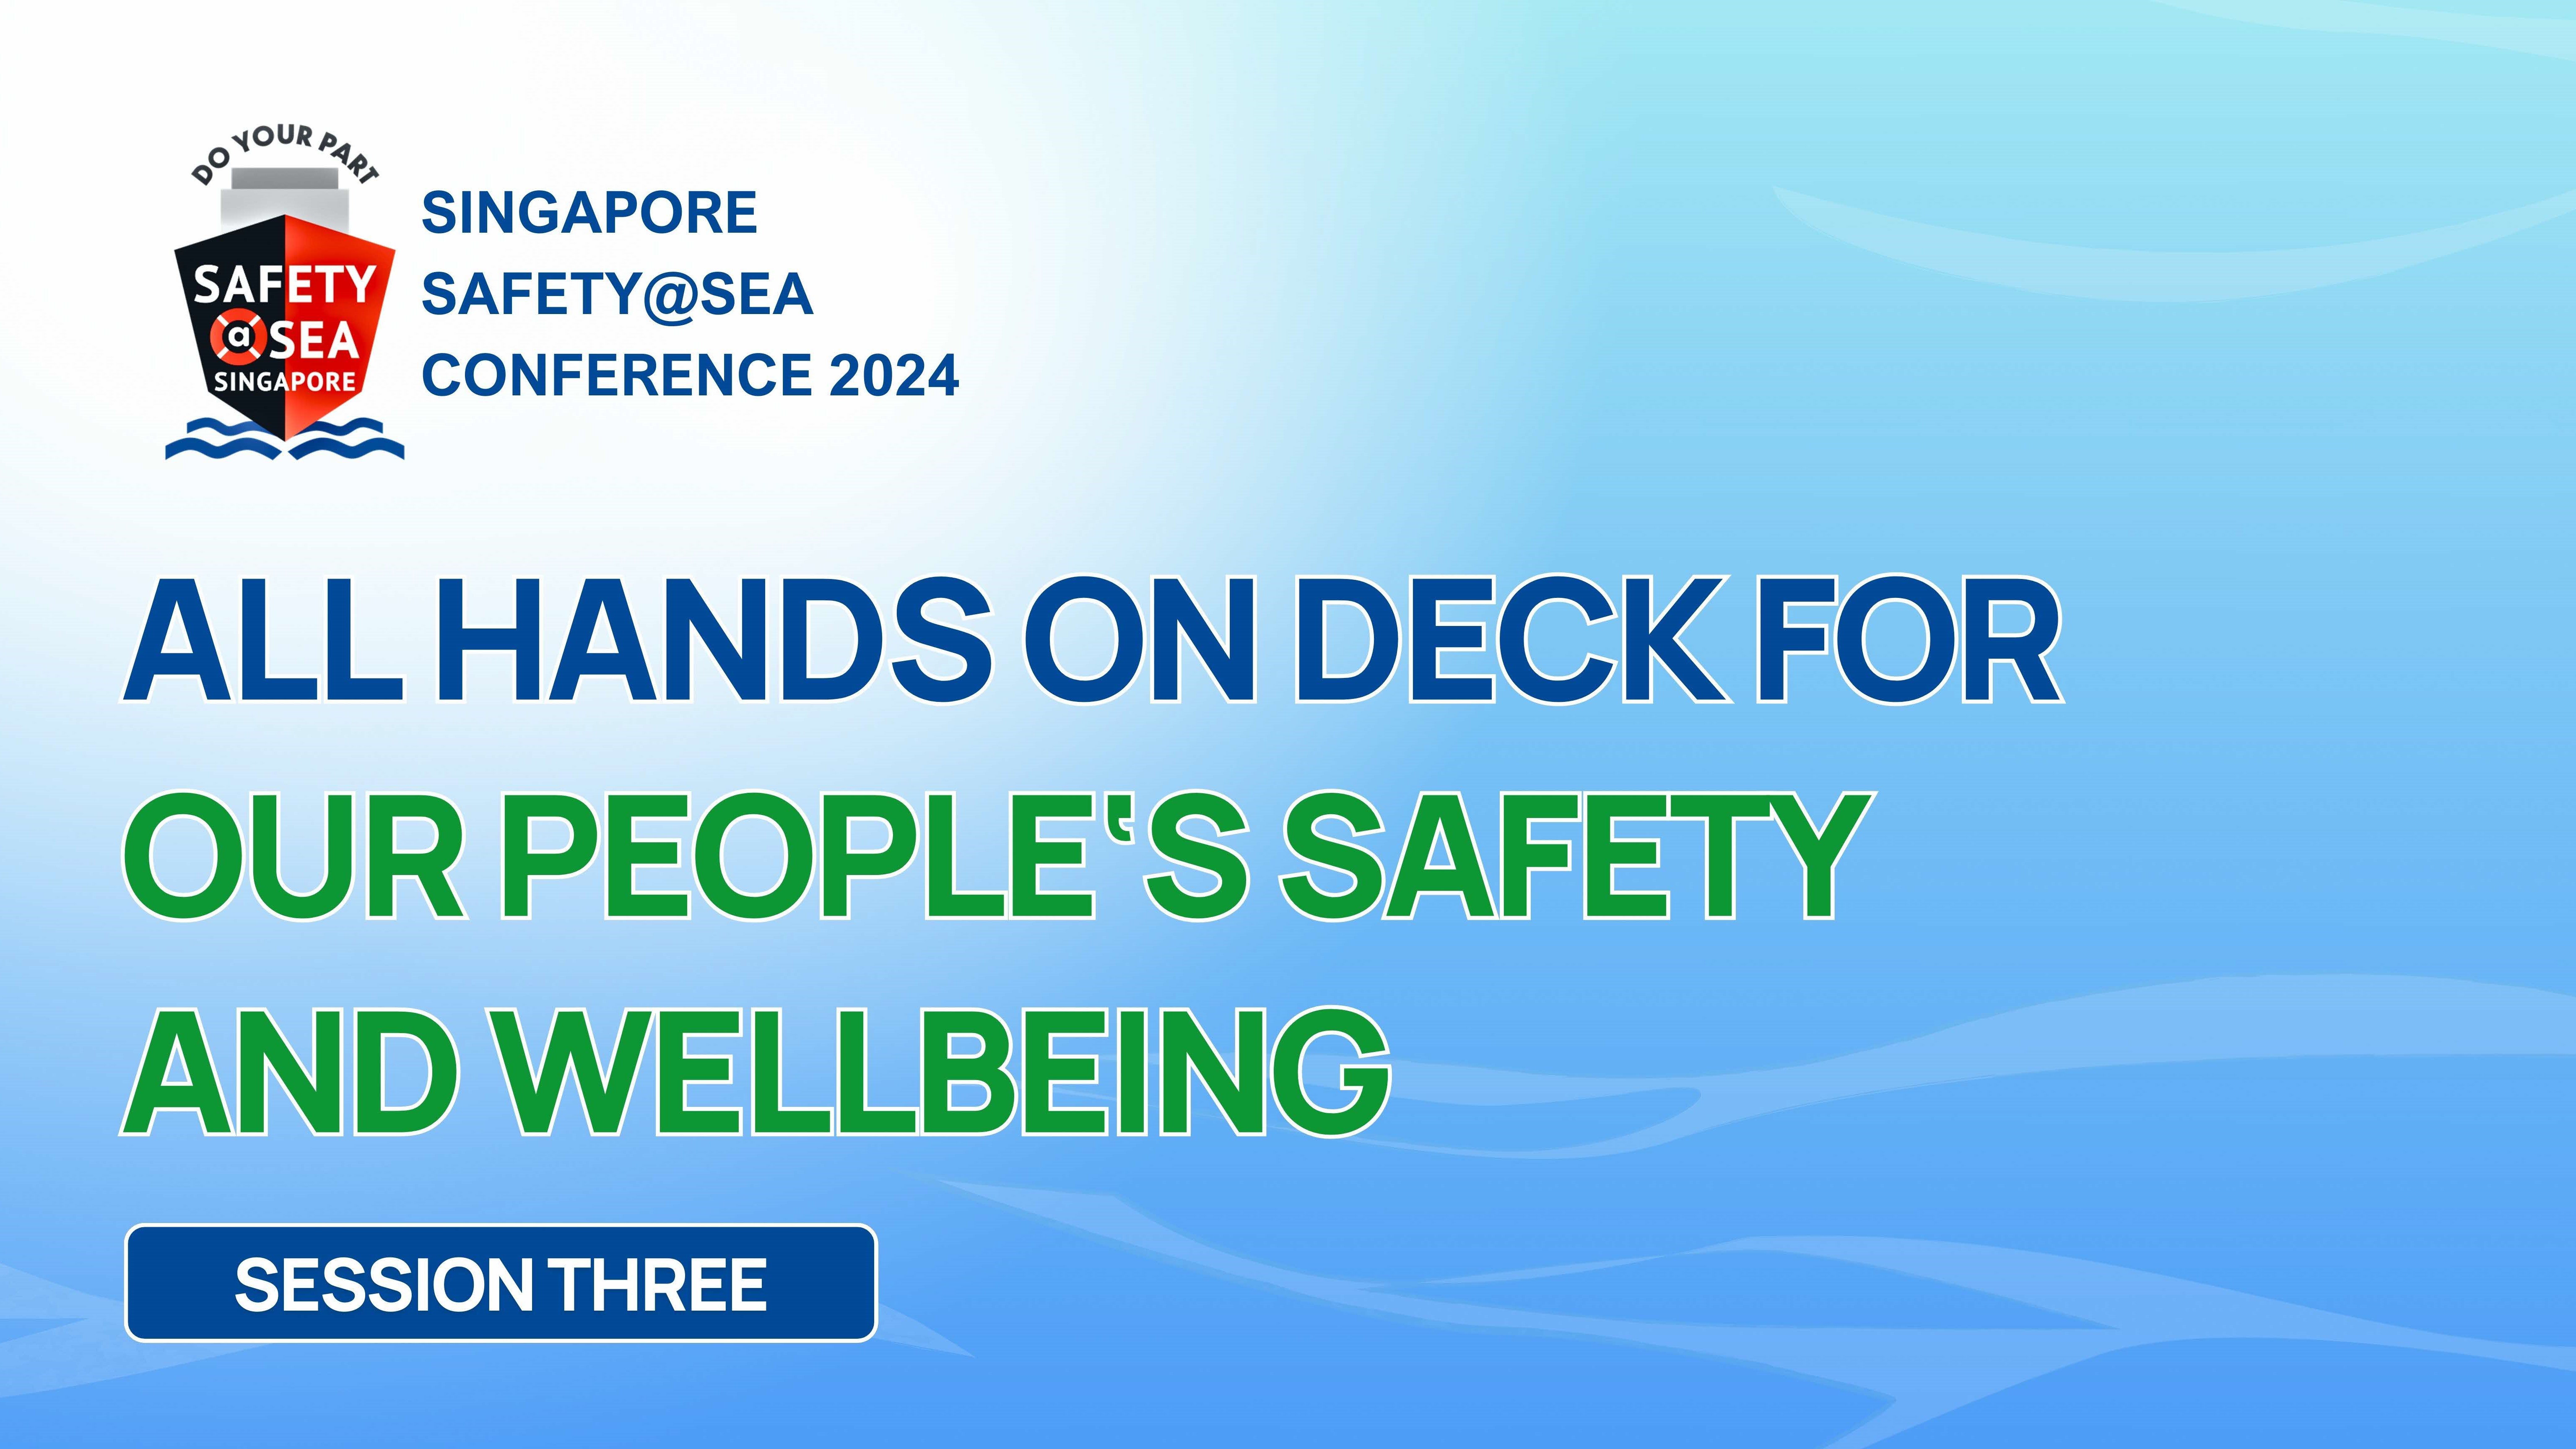 DO YOUR PART
SAFETY
@SEA
SINGAPORE
SINGAPORE
SAFETY@SEA
CONFERENCE 2024
ALL HANDS ON DECK FOR
OUR PEOPLE‛S SAFETY
AND WELLBEING
SESSION THREE